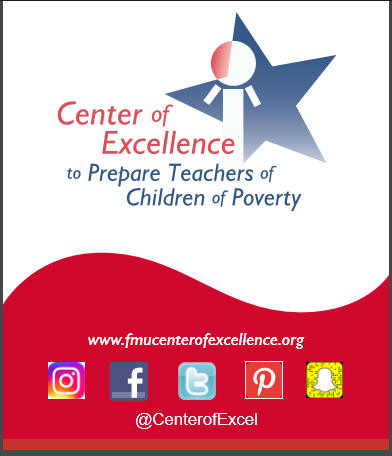 Center of
Excellence
to Prepare Teachers of
Children of Poverty
www.fmucenterofexcellence.org
@CenterofExcel